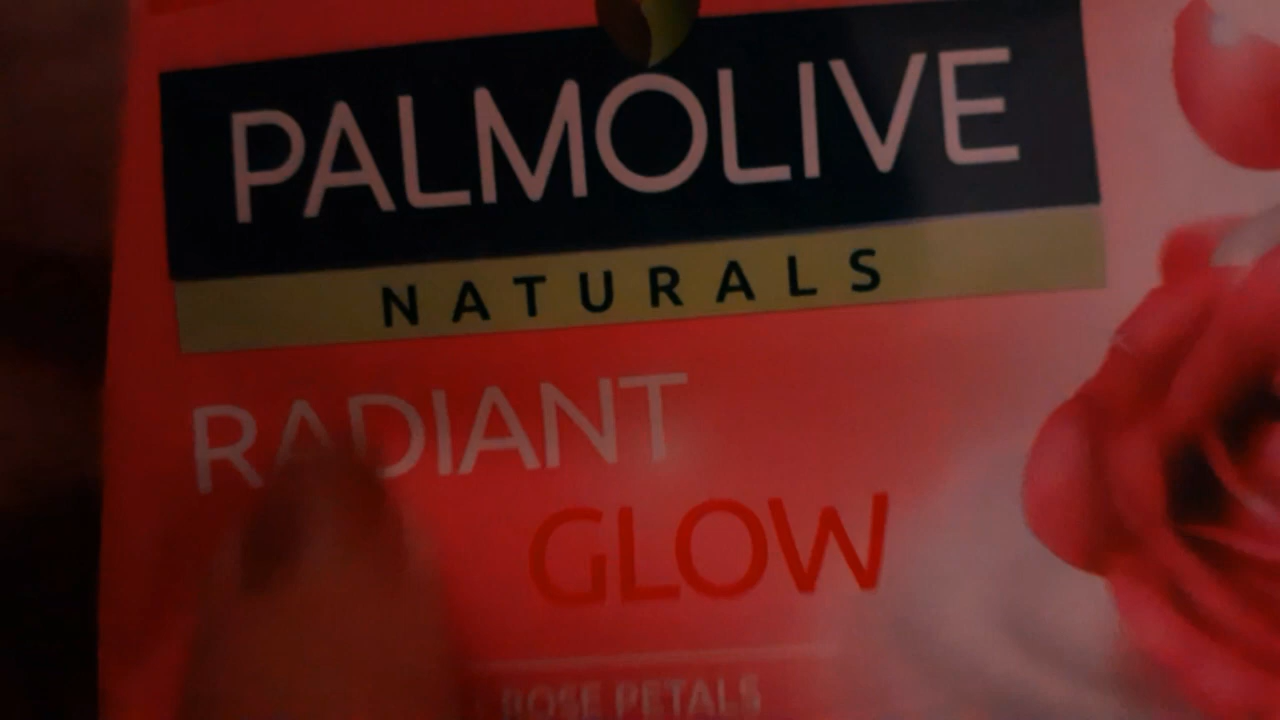 PALMOLIVE
NATURALS
RADIANT
GLOW
ROSE PETALS